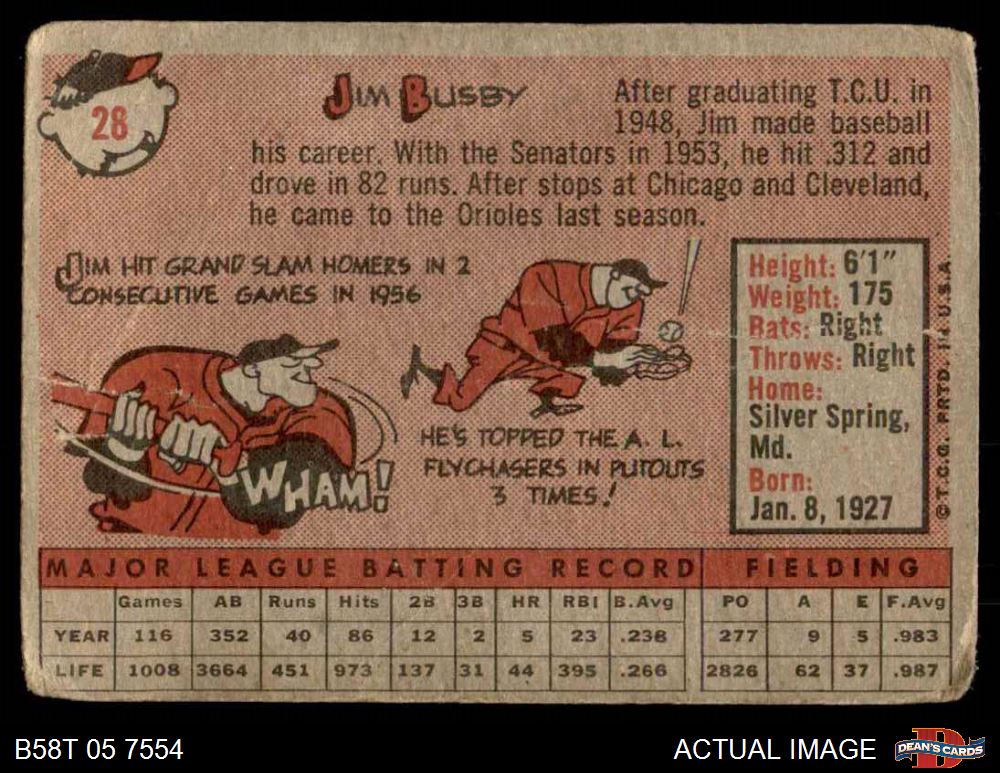 28
JIM BUSBY
After graduating T.C.U. in
1948, Jim made baseball
his career. With the Senators in 1953, he hit .312 and
drove in 82 runs. After stops at Chicago and Cleveland,
he came to the Orioles last season.
JIM HIT GRAND SLAM HOMERS IN 2
CONSECUTIVE GAMES IN 1956
WHAM!
HE'S TOPPED THE A. L.
FLYCHASERS IN PUTOUTS
3 TIMES!
Height: 6'1"
Weight: 175
Bats: Right
Throws: Right
Home:
Silver Spring,
Md.
Born:
Jan. 8, 1927
© T.C.G. PRTD. IN U.S.A.
MAJOR LEAGUE BATTING RECORD FIELDING
Games AB Runs Hits 2B 3B HR RBI B.Avg PO A E F.Avg
YEAR 116 352 40 86 12 2 5 23 .238 277 9 5 .983
LIFE 1008 3664 451 973 137 31 44 395 .266 2826 62 37 .987
B58T 05 7554 ACTUAL IMAGE DEAN'S CARDS